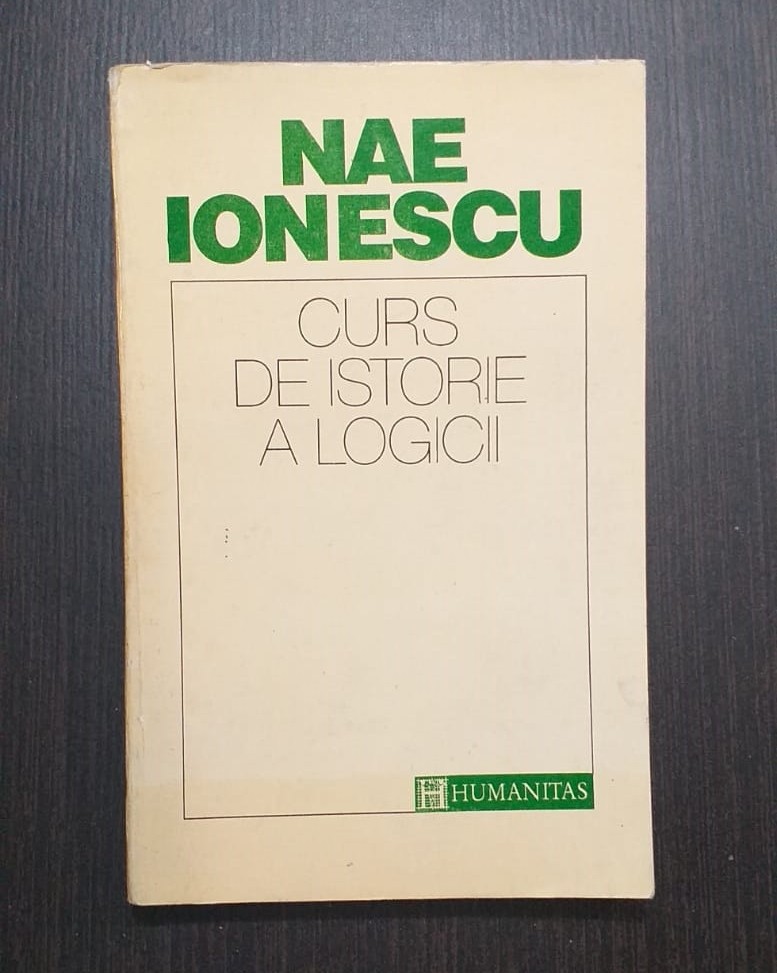 NAE
IONESCU
CURS
DE ISTORIE
A LOGICII
HUMANITAS